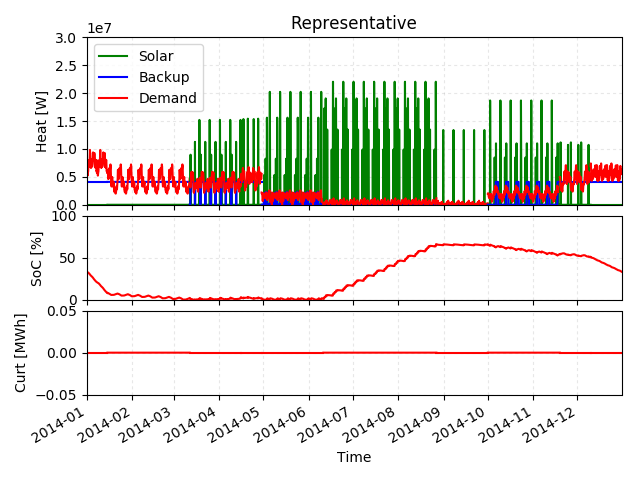 Representative
1e7
3.0
2.5
2.0
1.5
1.0
0.5
0.0
Heat [W]
Solar
Backup
Demand
100
50
0
SoC [%]
0.05
0.00
−0.05
Curt [MWh]
2014-01
2014-02
2014-03
2014-04
2014-05
2014-06
2014-07
2014-08
2014-09
2014-10
2014-11
2014-12
Time